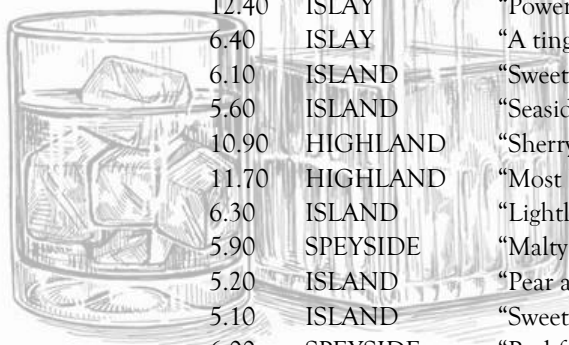 12.40 ISLAY “Power
6.40 ISLAY “A ting
6.10 ISLAND “Sweet
5.60 ISLAND “Seasid
10.90 HIGHLAND “Sherry
11.70 HIGHLAND “Most
6.30 ISLAND “Lightl
5.90 SPEYSIDE “Malty
5.20 ISLAND “Pear a
5.10 ISLAND “Sweet
SPEYSIDE